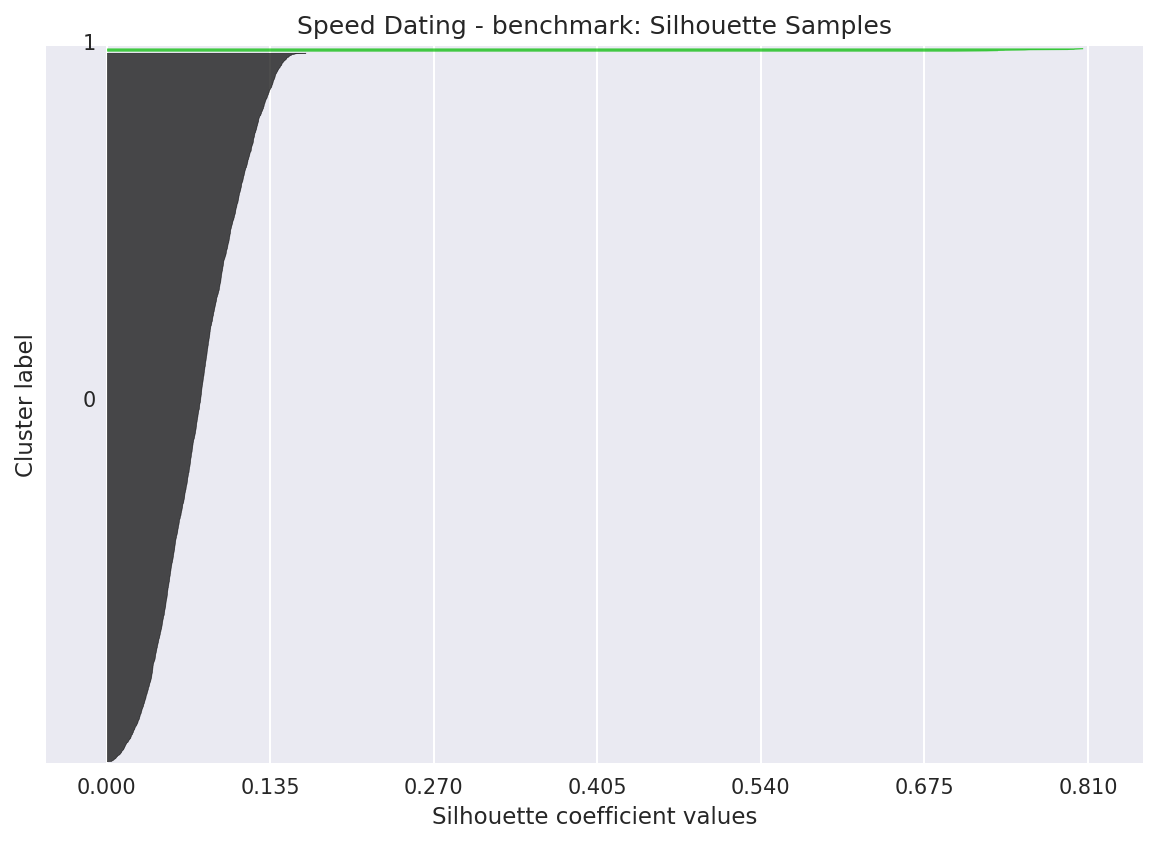 Speed Dating - benchmark: Silhouette Samples
1
0
Cluster label
0.000 0.135 0.270 0.405 0.540 0.675 0.810
Silhouette coefficient values